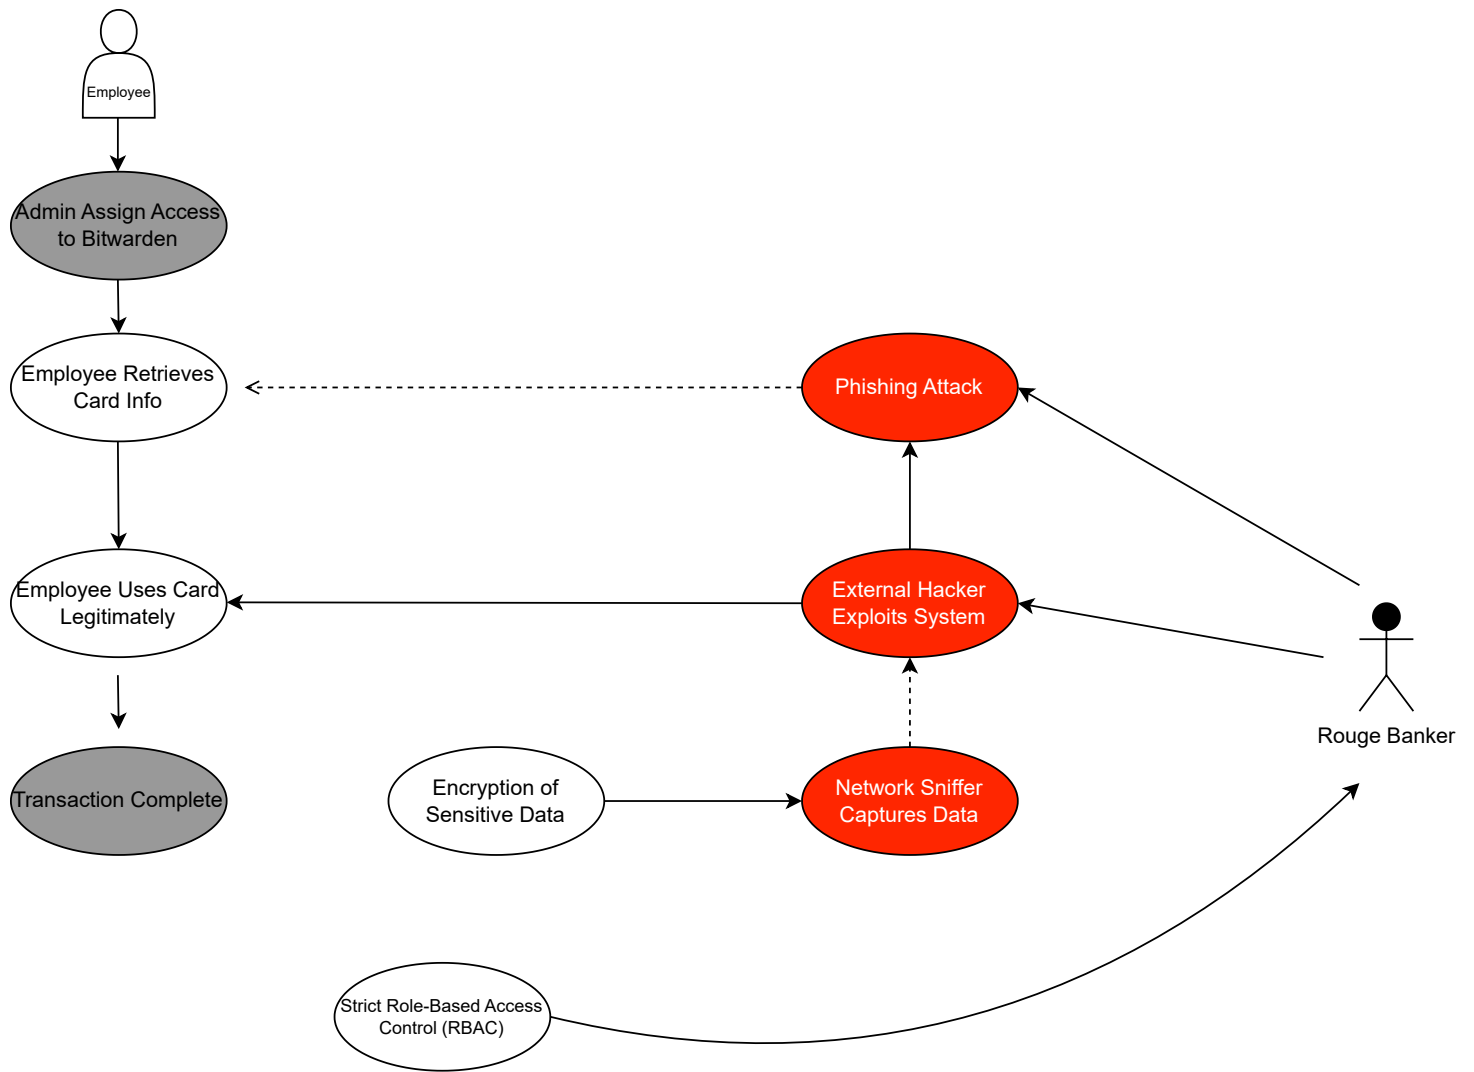 Employee
Admin Assign Access
to Bitwarden
Employee Retrieves
Card Info
Phishing Attack
Employee Uses Card
Legitimately
External Hacker
Exploits System
Rouge Banker
Transaction Complete
Encryption of
Sensitive Data
Network Sniffer
Captures Data
Strict Role-Based Access
Control (RBAC)